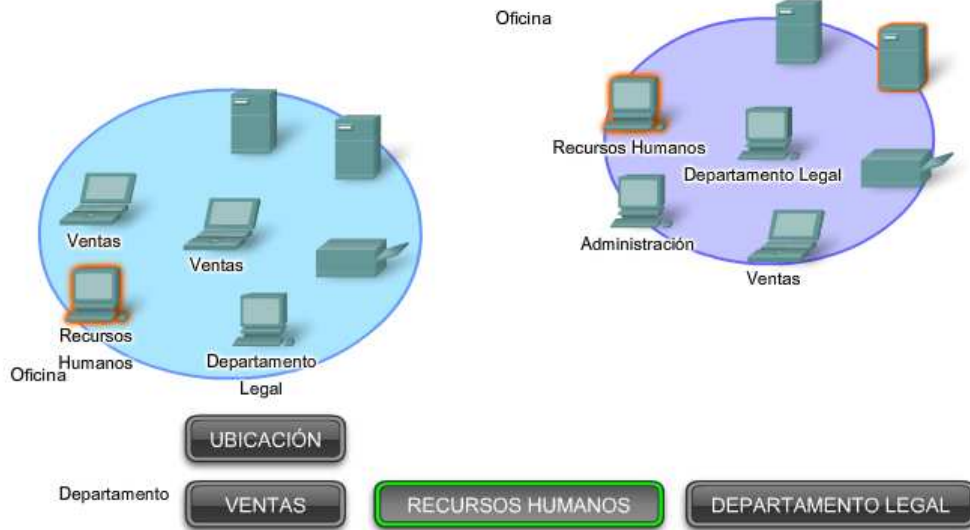 Oficina
Recursos Humanos
Departamento Legal
Administración
Ventas
Ventas
Ventas
Recursos
Humanos
Oficina
Departamento
Legal
UBICACIÓN
Departamento
VENTAS
RECURSOS HUMANOS
DEPARTAMENTO LEGAL